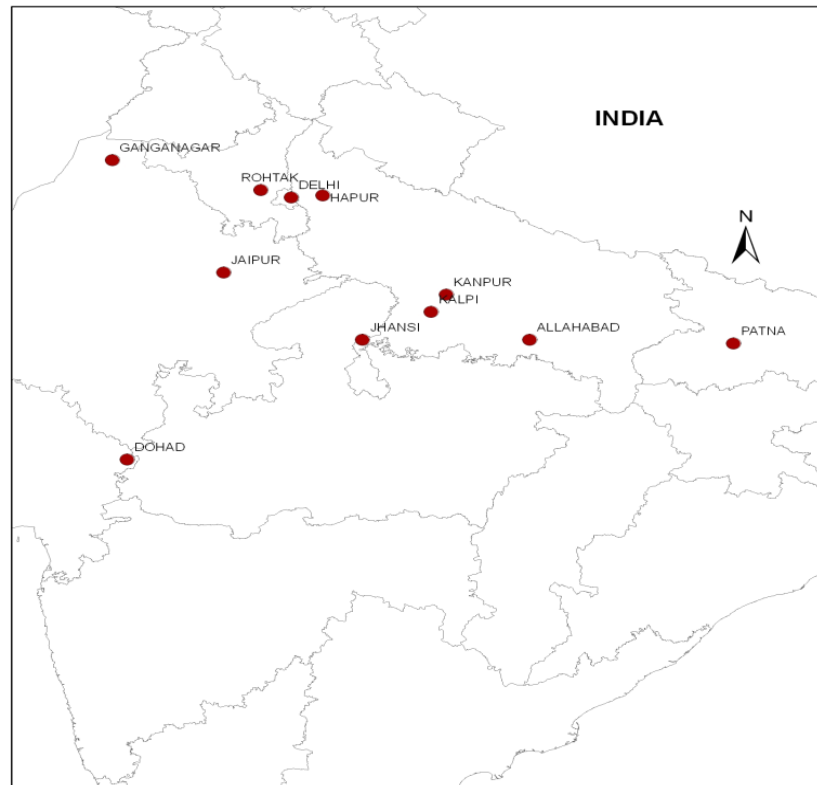 INDIA
GANGANAGAR
ROHTAK
DELHI
HAPUR
N
JAIPUR
KANPUR
KALPI
JHANSI
ALLAHABAD
PATNA
DOHAD